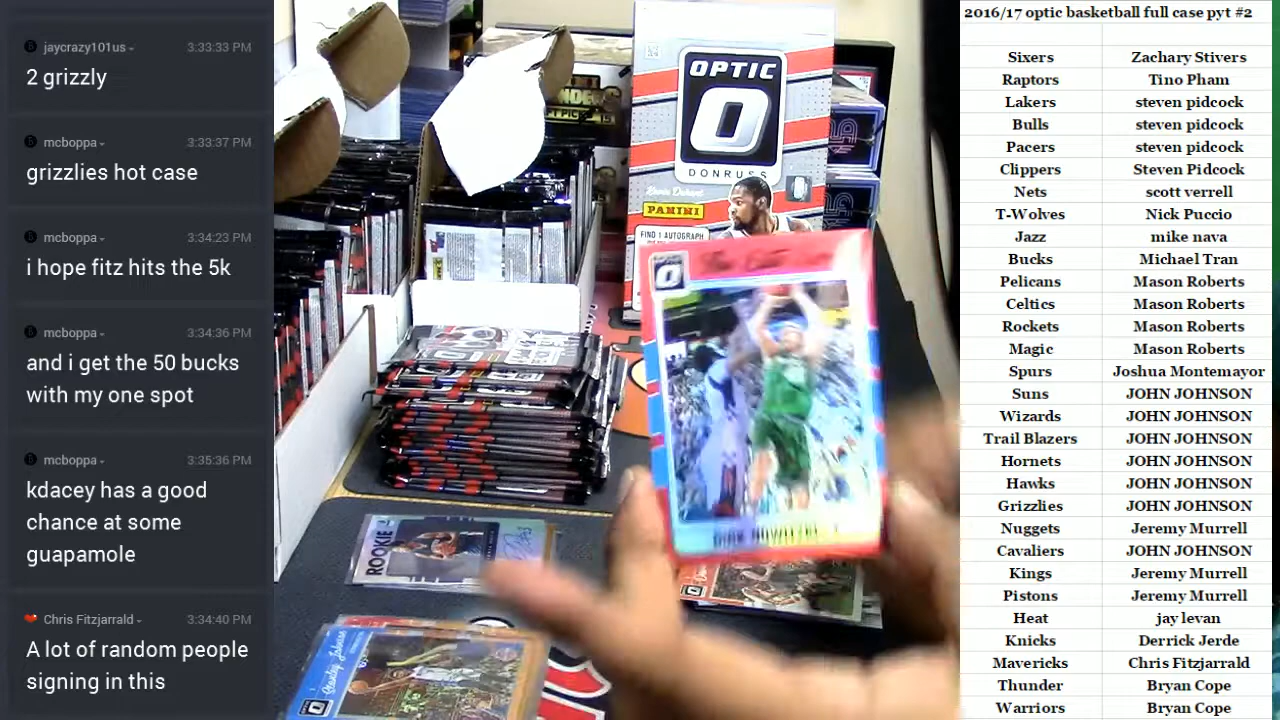 jaycrazy101us 3:33:33 PM
2 grizzly
mcboppa 3:33:37 PM
grizzlies hot case
mcboppa 3:34:23 PM
i hope fitz hits the 5k
mcboppa 3:34:36 PM
and i get the 50 bucks
with my one spot
mcboppa 3:35:36 PM
kdacey has a good
chance at some
guapamole
Chris Fitzjarrald 3:34:40 PM
A lot of random people
signing in this
OPTIC
DONRUSS
PANINI
FIND 1 AUTOGRAPH
ROOKIE
2016/17 optic basketball full case pyt #2
Sixers Zachary Stivers
Raptors Tino Pham
Lakers steven pidcock
Bulls steven pidcock
Pacers steven pidcock
Clippers Steven Pidcock
Nets scott verrell
T-Wolves Nick Puccio
Jazz mike nava
Bucks Michael Tran
Pelicans Mason Roberts
Celtics Mason Roberts
Rockets Mason Roberts
Magic Mason Roberts
Spurs Joshua Montemayor
Suns JOHN JOHNSON
Wizards JOHN JOHNSON
Trail Blazers JOHN JOHNSON
Hornets JOHN JOHNSON
Hawks JOHN JOHNSON
Grizzlies JOHN JOHNSON
Nuggets Jeremy Murrell
Cavaliers JOHN JOHNSON
Kings Jeremy Murrell
Pistons Jeremy Murrell
Heat jay levan
Knicks Derrick Jerde
Mavericks Chris Fitzjarrald
Thunder Bryan Cope
Warriors Bryan Cope